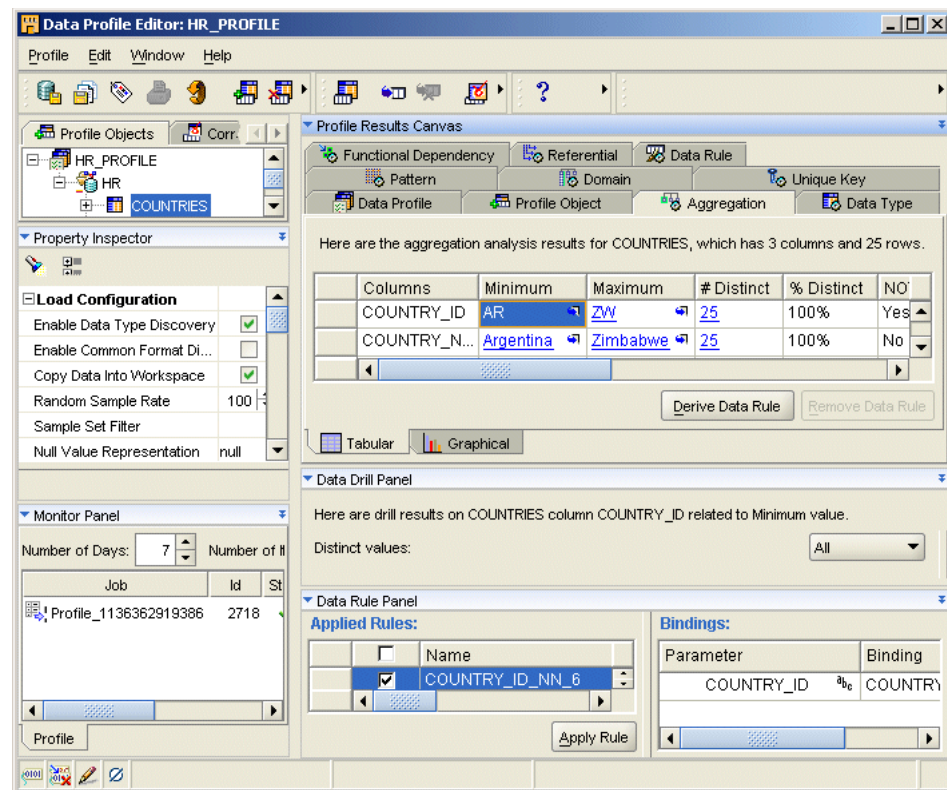 Data Profile Editor: HR_PROFILE
Profile Edit Window Help
Profile Objects Corr.
HR_PROFILE
HR
COUNTRIES
Property Inspector
Load Configuration
Enable Data Type Discovery
Enable Common Format Di...
Copy Data Into Workspace
Random Sample Rate 100
Sample Set Filter
Null Value Representation null
Monitor Panel
Number of Days: 7 Number of
Job Id St
Profile_1136362919386 2718
Profile
Profile Results Canvas
Functional Dependency Referential Data Rule
Pattern Domain Unique Key
Data Profile Profile Object Aggregation Data Type
Here are the aggregation analysis results for COUNTRIES, which has 3 columns and 25 rows.
Columns Minimum Maximum # Distinct % Distinct NO
COUNTRY_ID AR ZW 25 100% Yes
COUNTRY_N... Argentina Zimbabwe 25 100% No
Derive Data Rule Remove Data Rule
Tabular Graphical
Data Drill Panel
Here are drill results on COUNTRIES column COUNTRY_ID related to Minimum value.
Distinct values: All
Data Rule Panel
Applied Rules:
Name
COUNTRY_ID_NN_6
Apply Rule
Bindings:
Parameter Binding
COUNTRY_ID abc COUNTRY